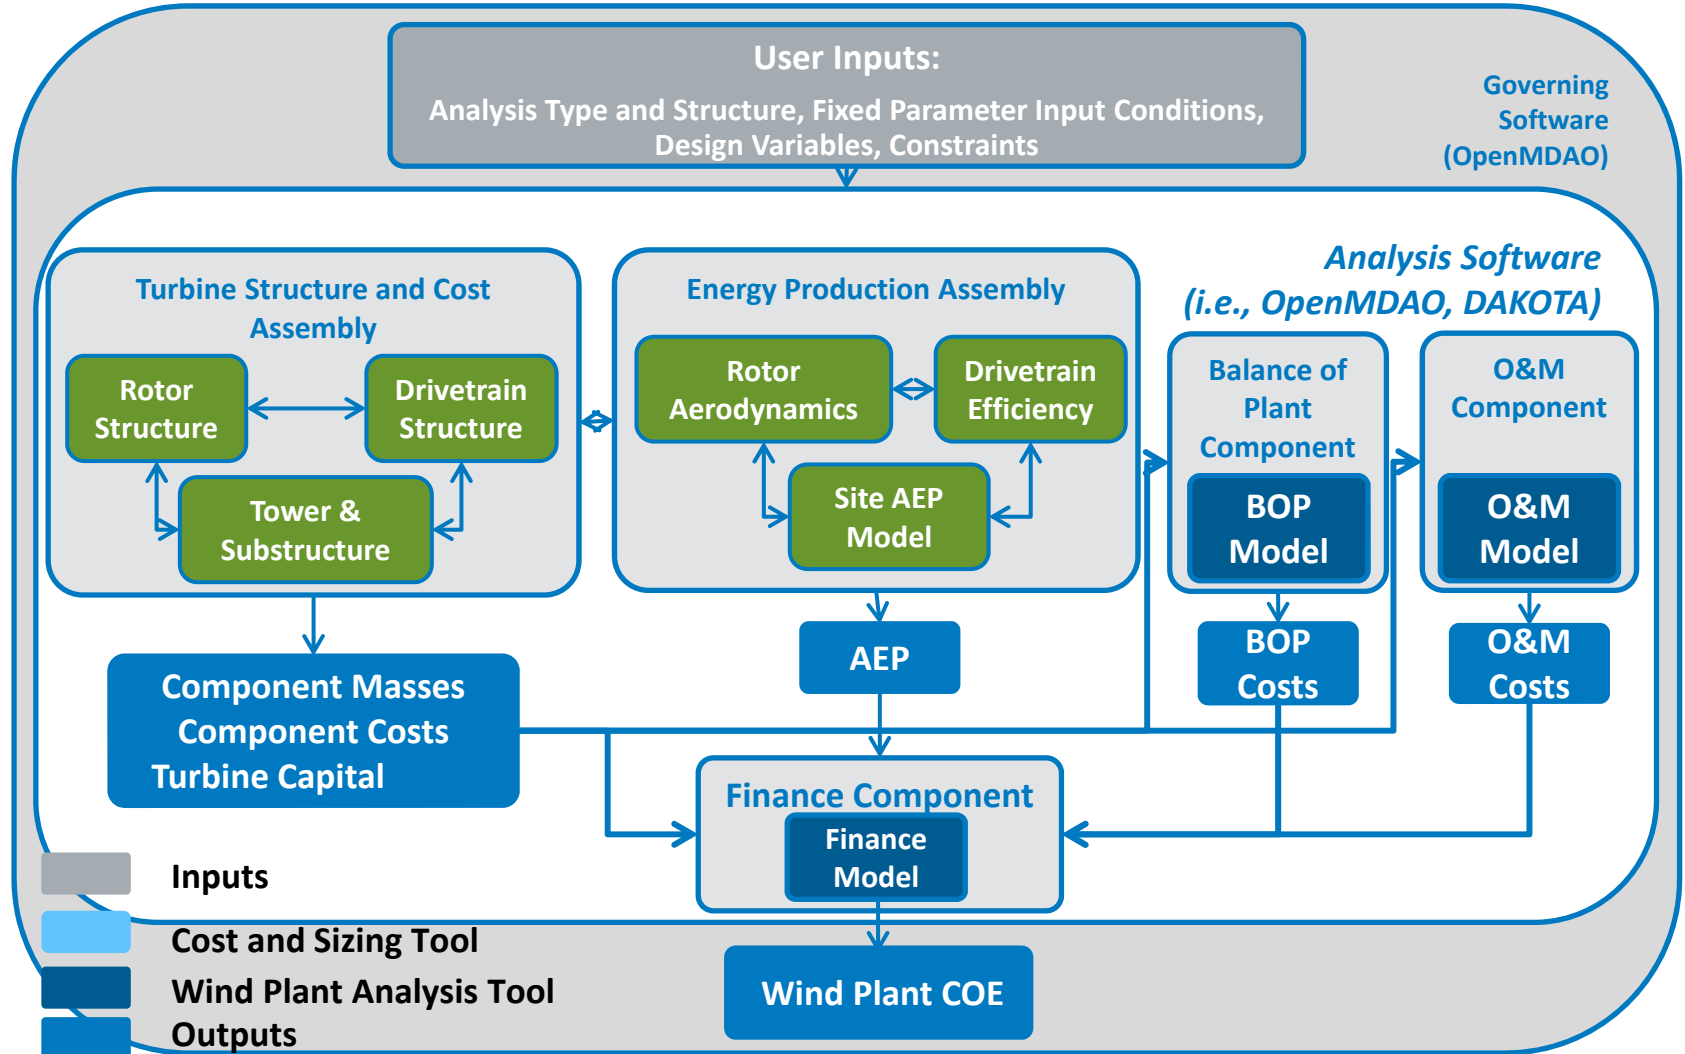 User Inputs:
Analysis Type and Structure, Fixed Parameter Input Conditions,
Design Variables, Constraints
Governing
Software
(OpenMDAO)
Analysis Software
(i.e., OpenMDAO, DAKOTA)
Turbine Structure and Cost
Assembly
Rotor
Structure
Drivetrain
Structure
Tower &
Substructure
Energy Production Assembly
Rotor
Aerodynamics
Drivetrain
Efficiency
Site AEP
Model
Balance of
Plant
Component
BOP
Model
O&M
Component
O&M
Model
Component Masses
Component Costs
Turbine Capital
AEP
BOP
Costs
O&M
Costs
Finance Component
Finance
Model
Wind Plant COE
Inputs
Cost and Sizing Tool
Wind Plant Analysis Tool
Outputs